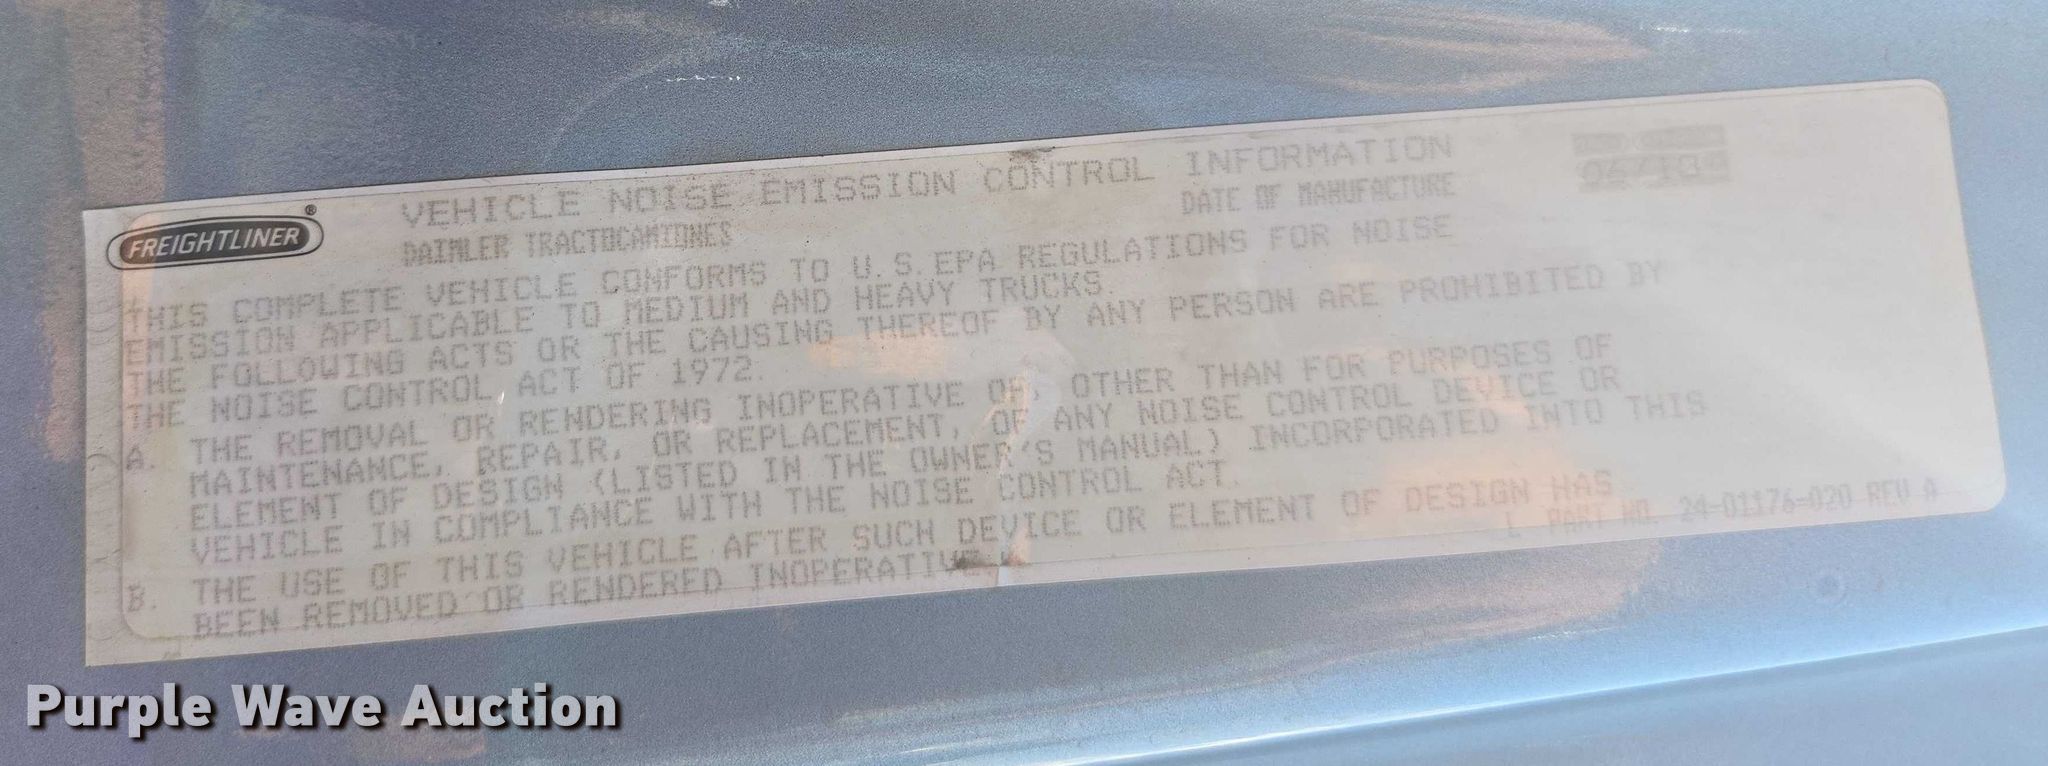 FREIGHTLINER ®
VEHICLE NOISE EMISSION CONTROL INFORMATION
DAIMLER TRACTOCAMIONES DATE OF MANUFACTURE
THIS COMPLETE VEHICLE CONFORMS TO U.S.EPA REGULATIONS FOR NOISE
EMISSION APPLICABLE TO MEDIUM AND HEAVY TRUCKS.
THE FOLLOWING ACTS OR THE CAUSING THEREOF BY ANY PERSON ARE PROHIBITED BY
THE NOISE CONTROL ACT OF 1972.
A. THE REMOVAL OR RENDERING INOPERATIVE OF, OTHER THAN FOR PURPOSES OF
MAINTENANCE, REPAIR, OR REPLACEMENT, OF ANY NOISE CONTROL DEVICE OR
ELEMENT OF DESIGN (LISTED IN THE OWNER'S MANUAL) INCORPORATED INTO THIS
VEHICLE IN COMPLIANCE WITH THE NOISE CONTROL ACT.
B. THE USE OF THIS VEHICLE AFTER SUCH DEVICE OR ELEMENT OF DESIGN HAS
BEEN REMOVED OR RENDERED INOPERATIVE.
PART NO. 24-01176-020 REV A
Purple Wave Auction